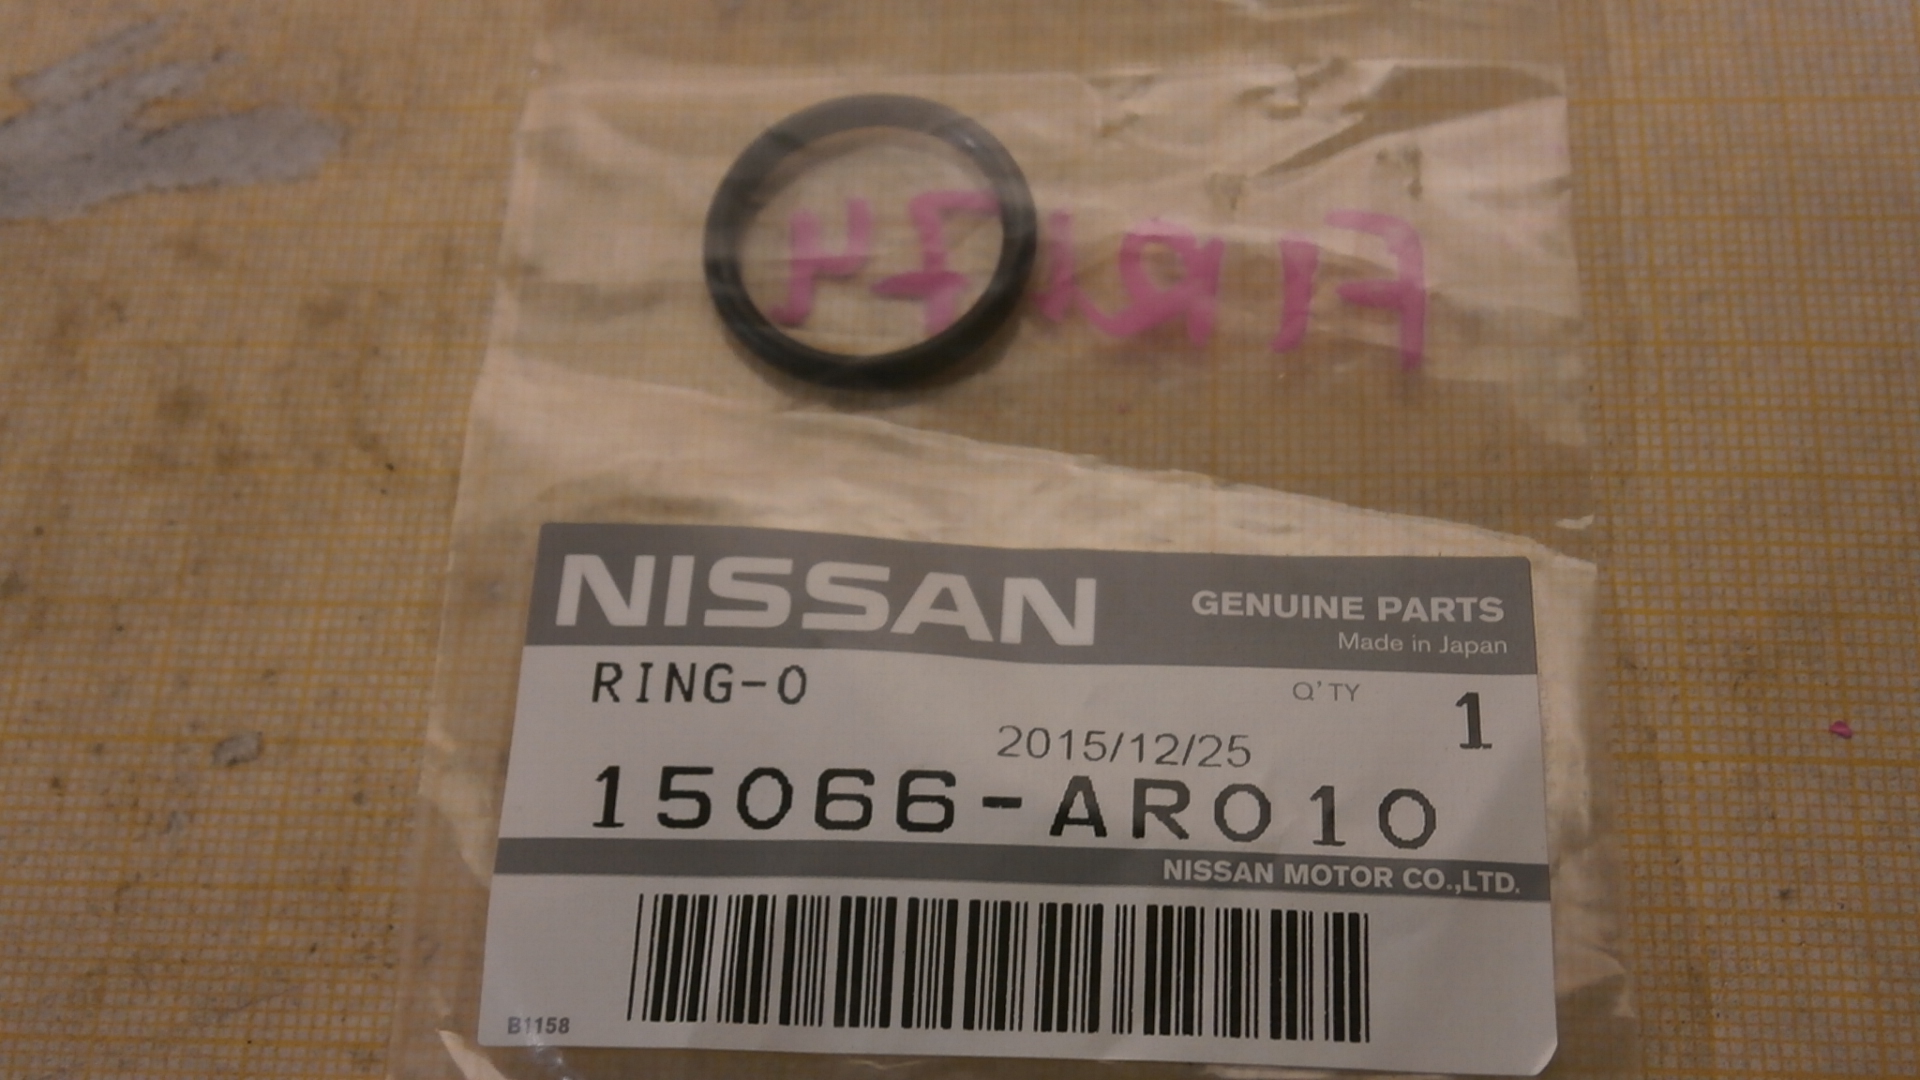 NISSAN
GENUINE PARTS
Made in Japan
RING-O
Q'TY 1
2015/12/25
15066-AR010
NISSAN MOTOR CO.,LTD.
B1158